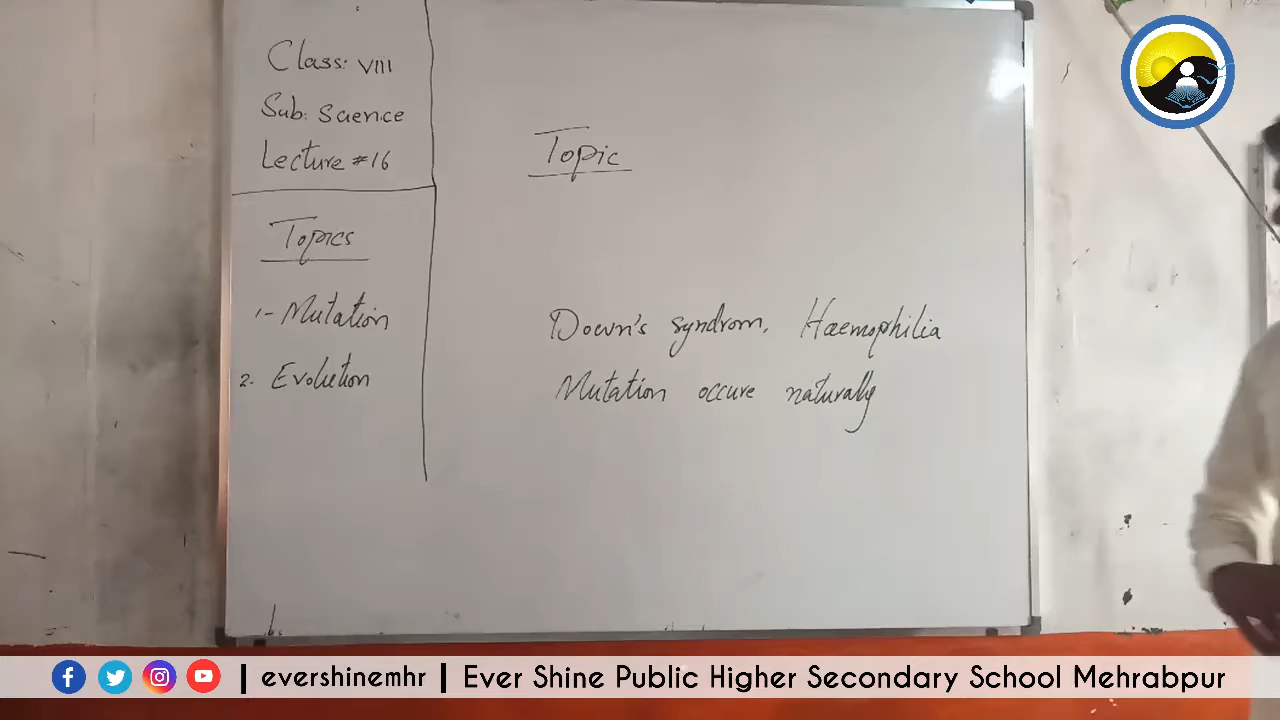 Class: VIII
Sub: Science
Lecture #16
Topics
1- Mutation
2. Evolution
Topic
Down's syndrom, Haemophilia
Mutation occure naturally
| evershinemhr | Ever Shine Public Higher Secondary School Mehrabpur